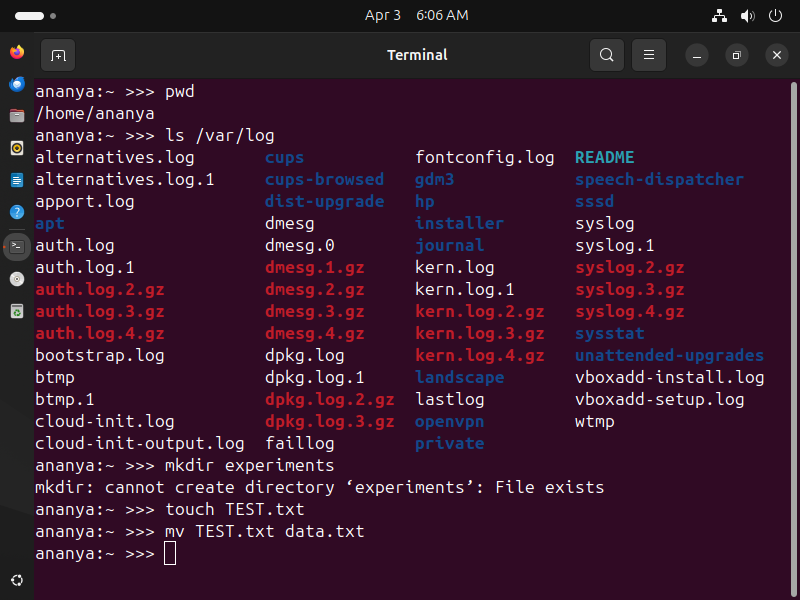 Apr 3 6:06 AM
Terminal
ananya:~ >>> pwd
/home/ananya
ananya:~ >>> ls /var/log
alternatives.log cups fontconfig.log README
alternatives.log.1 cups-browsed gdm3 speech-dispatcher
apport.log dist-upgrade hp sssd
apt dmesg installer syslog
auth.log dmesg.0 journal syslog.1
auth.log.1 dmesg.1.gz kern.log syslog.2.gz
auth.log.2.gz dmesg.2.gz kern.log.1 syslog.3.gz
auth.log.3.gz dmesg.3.gz kern.log.2.gz syslog.4.gz
auth.log.4.gz dmesg.4.gz kern.log.3.gz sysstat
bootstrap.log dpkg.log kern.log.4.gz unattended-upgrades
btmp dpkg.log.1 landscape vboxadd-install.log
btmp.1 dpkg.log.2.gz lastlog vboxadd-setup.log
cloud-init.log dpkg.log.3.gz openvpn wtmp
cloud-init-output.log faillog private
ananya:~ >>> mkdir experiments
mkdir: cannot create directory ‘experiments’: File exists
ananya:~ >>> touch TEST.txt
ananya:~ >>> mv TEST.txt data.txt
ananya:~ >>>